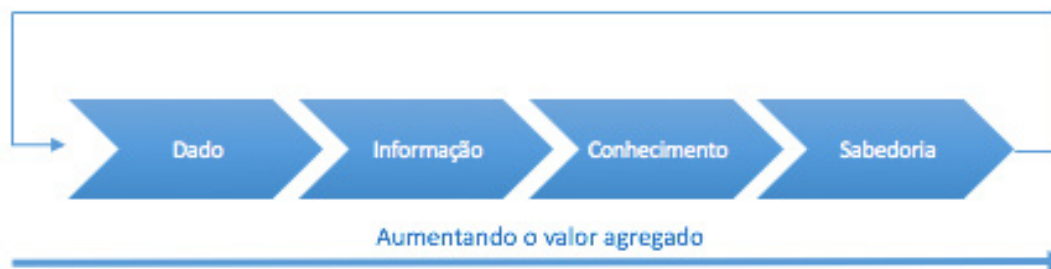 Dado
Informação
Conhecimento
Sabedoria
Aumentando o valor agregado